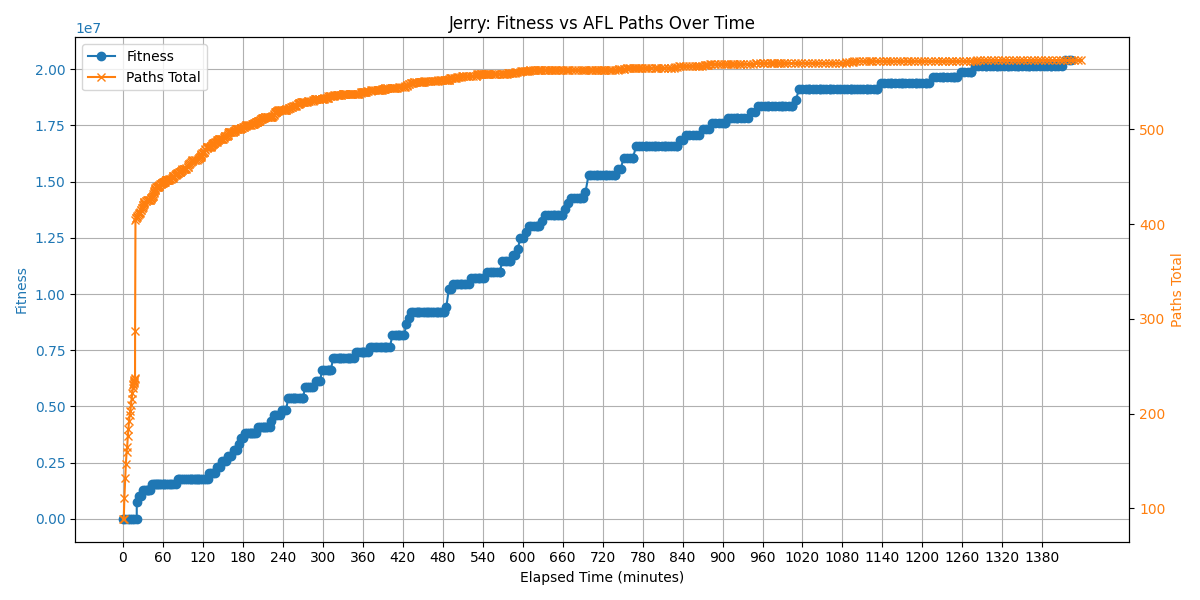 Jerry: Fitness vs AFL Paths Over Time
1e7
Fitness
Paths Total
2.00
1.75
1.50
1.25
1.00
0.75
0.50
0.25
0.00
Fitness
500
400
300
200
100
Paths Total
0 60 120 180 240 300 360 420 480 540 600 660 720 780 840 900 960 1020 1080 1140 1200 1260 1320 1380
Elapsed Time (minutes)